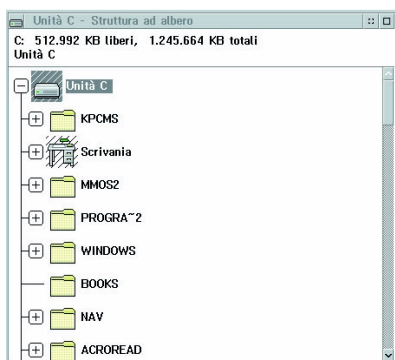 Unità C - Struttura ad albero
C: 512.992 KB liberi, 1.245.664 KB totali
Unità C
Unità C
KPCMS
Scrivania
MMOS2
PROGRA~2
WINDOWS
BOOKS
NAV
ACROREAD